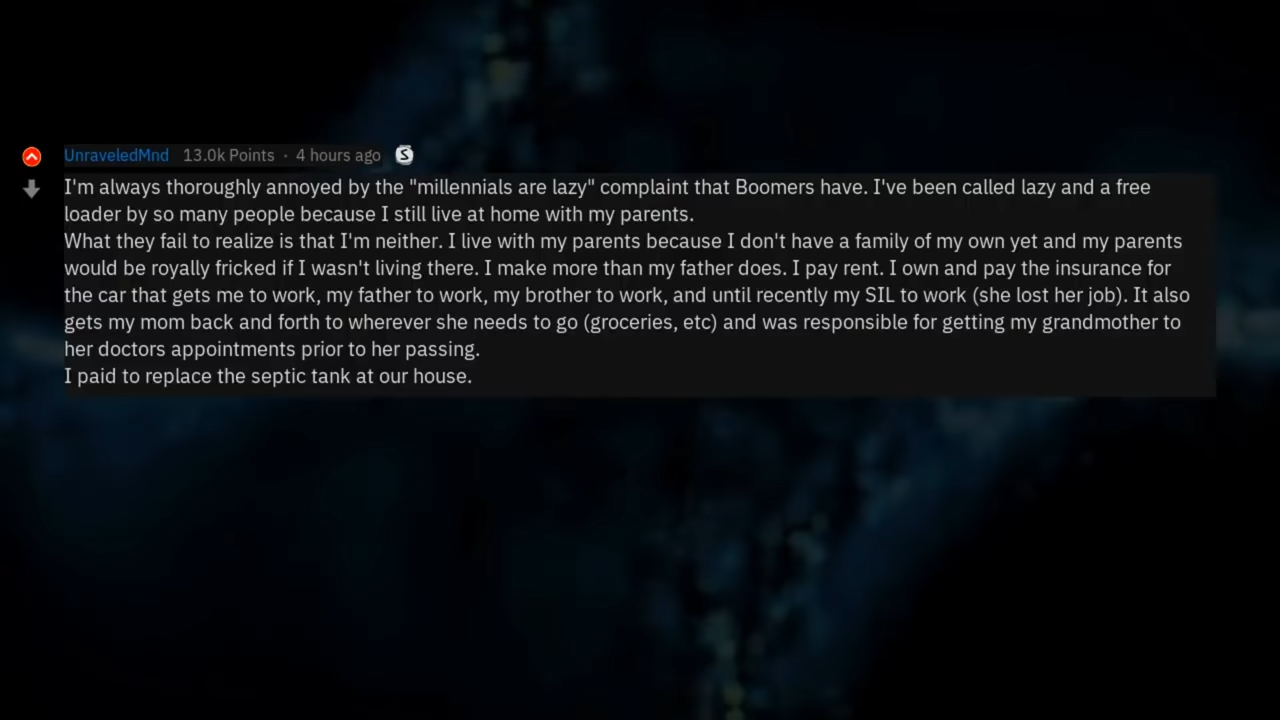 UnraveledMnd 13.0k Points · 4 hours ago S
I'm always thoroughly annoyed by the "millennials are lazy" complaint that Boomers have. I've been called lazy and a free
loader by so many people because I still live at home with my parents.
What they fail to realize is that I'm neither. I live with my parents because I don't have a family of my own yet and my parents
would be royally fricked if I wasn't living there. I make more than my father does. I pay rent. I own and pay the insurance for
the car that gets me to work, my father to work, my brother to work, and until recently my SIL to work (she lost her job). It also
gets my mom back and forth to wherever she needs to go (groceries, etc) and was responsible for getting my grandmother to
her doctors appointments prior to her passing.
I paid to replace the septic tank at our house.